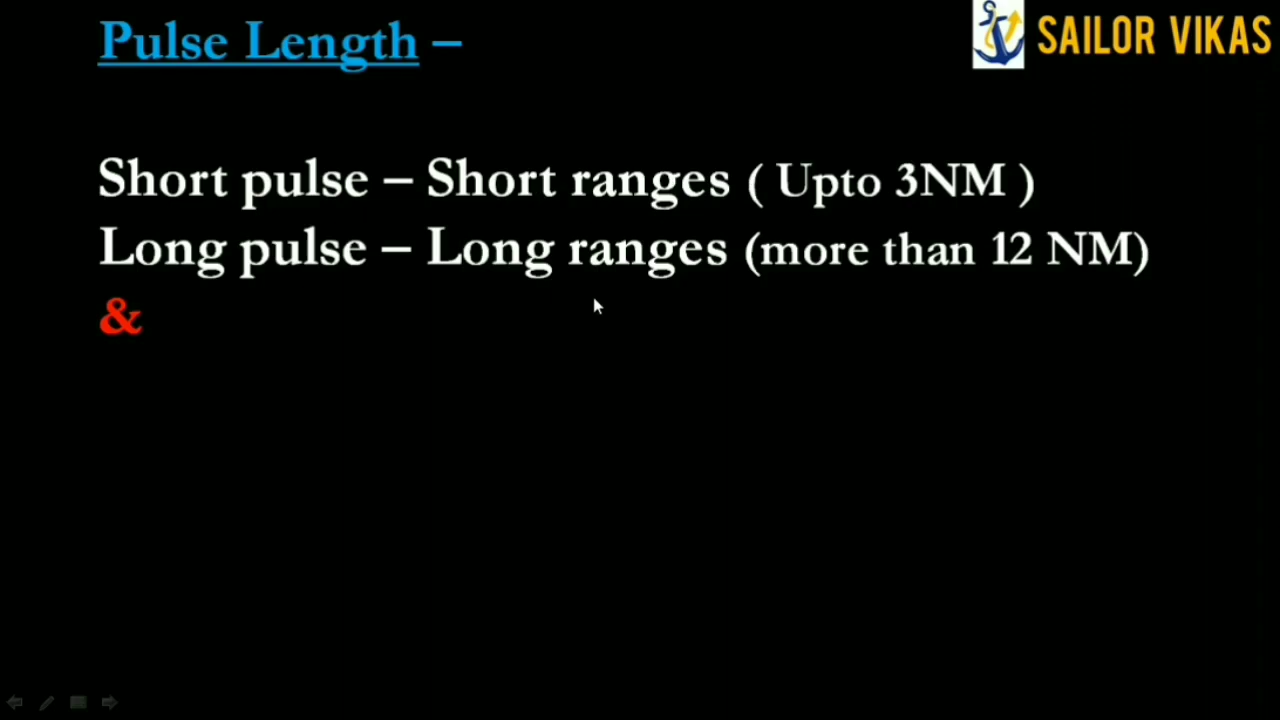 Pulse Length –
SAILOR VIKAS
Short pulse – Short ranges ( Upto 3NM )
Long pulse – Long ranges (more than 12 NM)
&